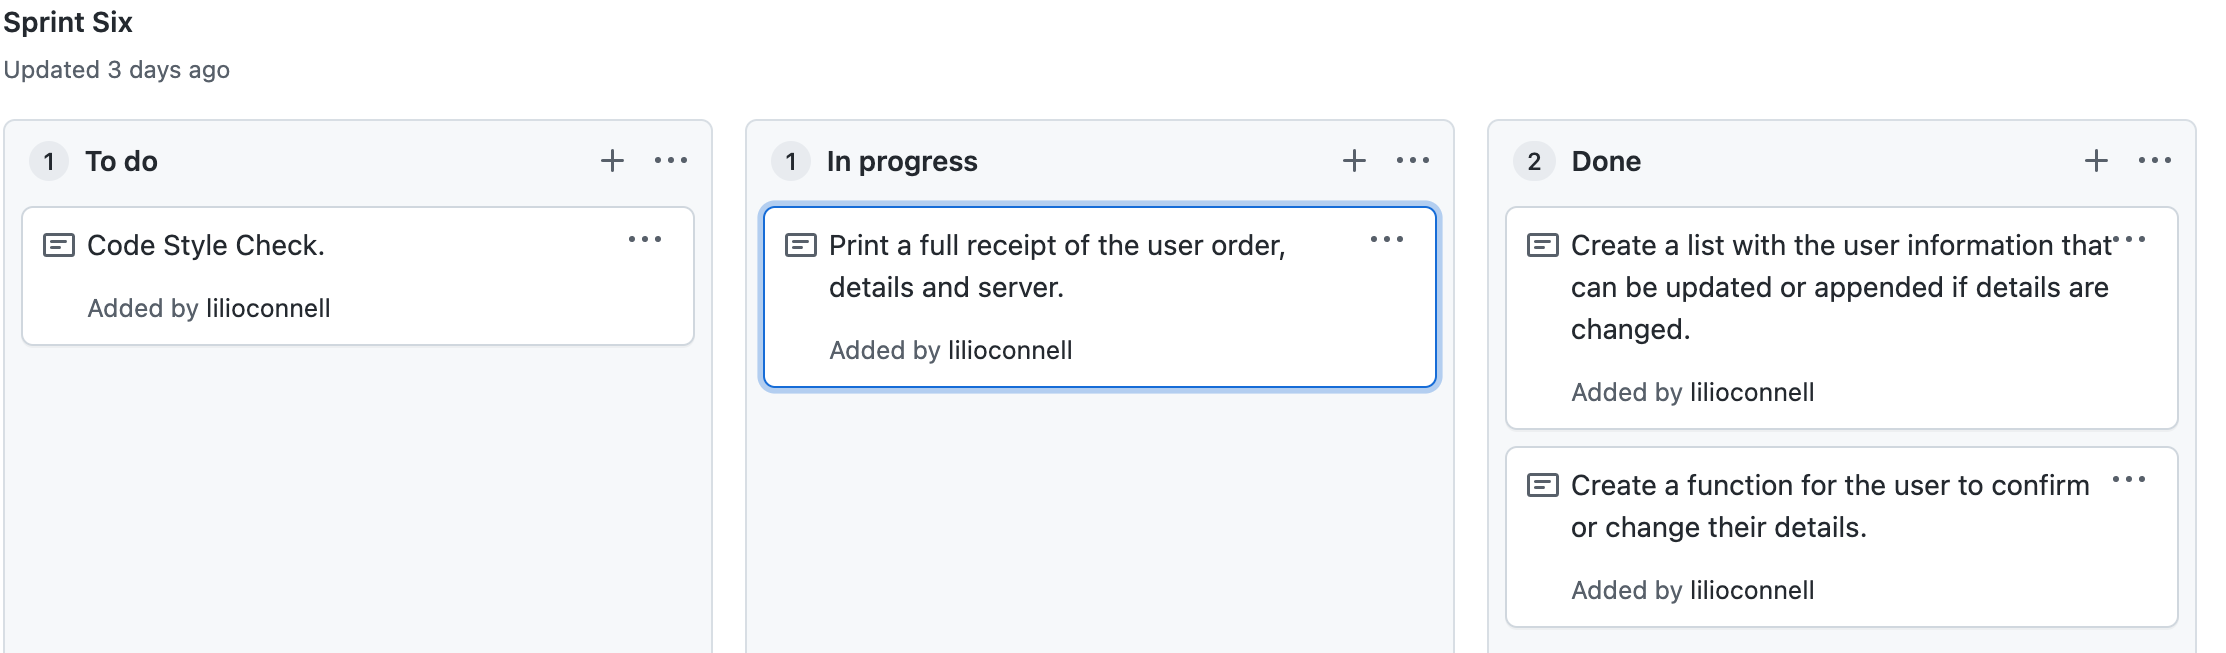 Sprint Six
Updated 3 days ago
1 To do
Code Style Check.
Added by lilioconnell
1 In progress
Print a full receipt of the user order,
details and server.
Added by lilioconnell
2 Done
Create a list with the user information that
can be updated or appended if details are
changed.
Added by lilioconnell
Create a function for the user to confirm
or change their details.
Added by lilioconnell